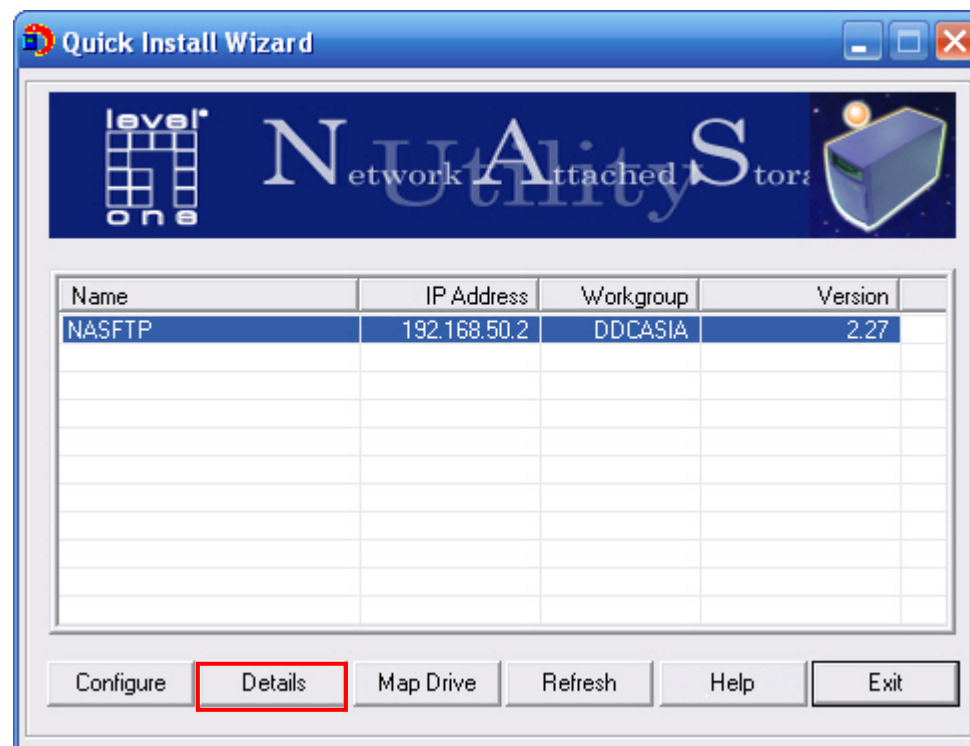 Quick Install Wizard
level
one
Network Attached Stora
Utility
Name IP Address Workgroup Version
NASFTP 192.168.50.2 DDCASIA 2.27
Configure Details Map Drive Refresh Help Exit